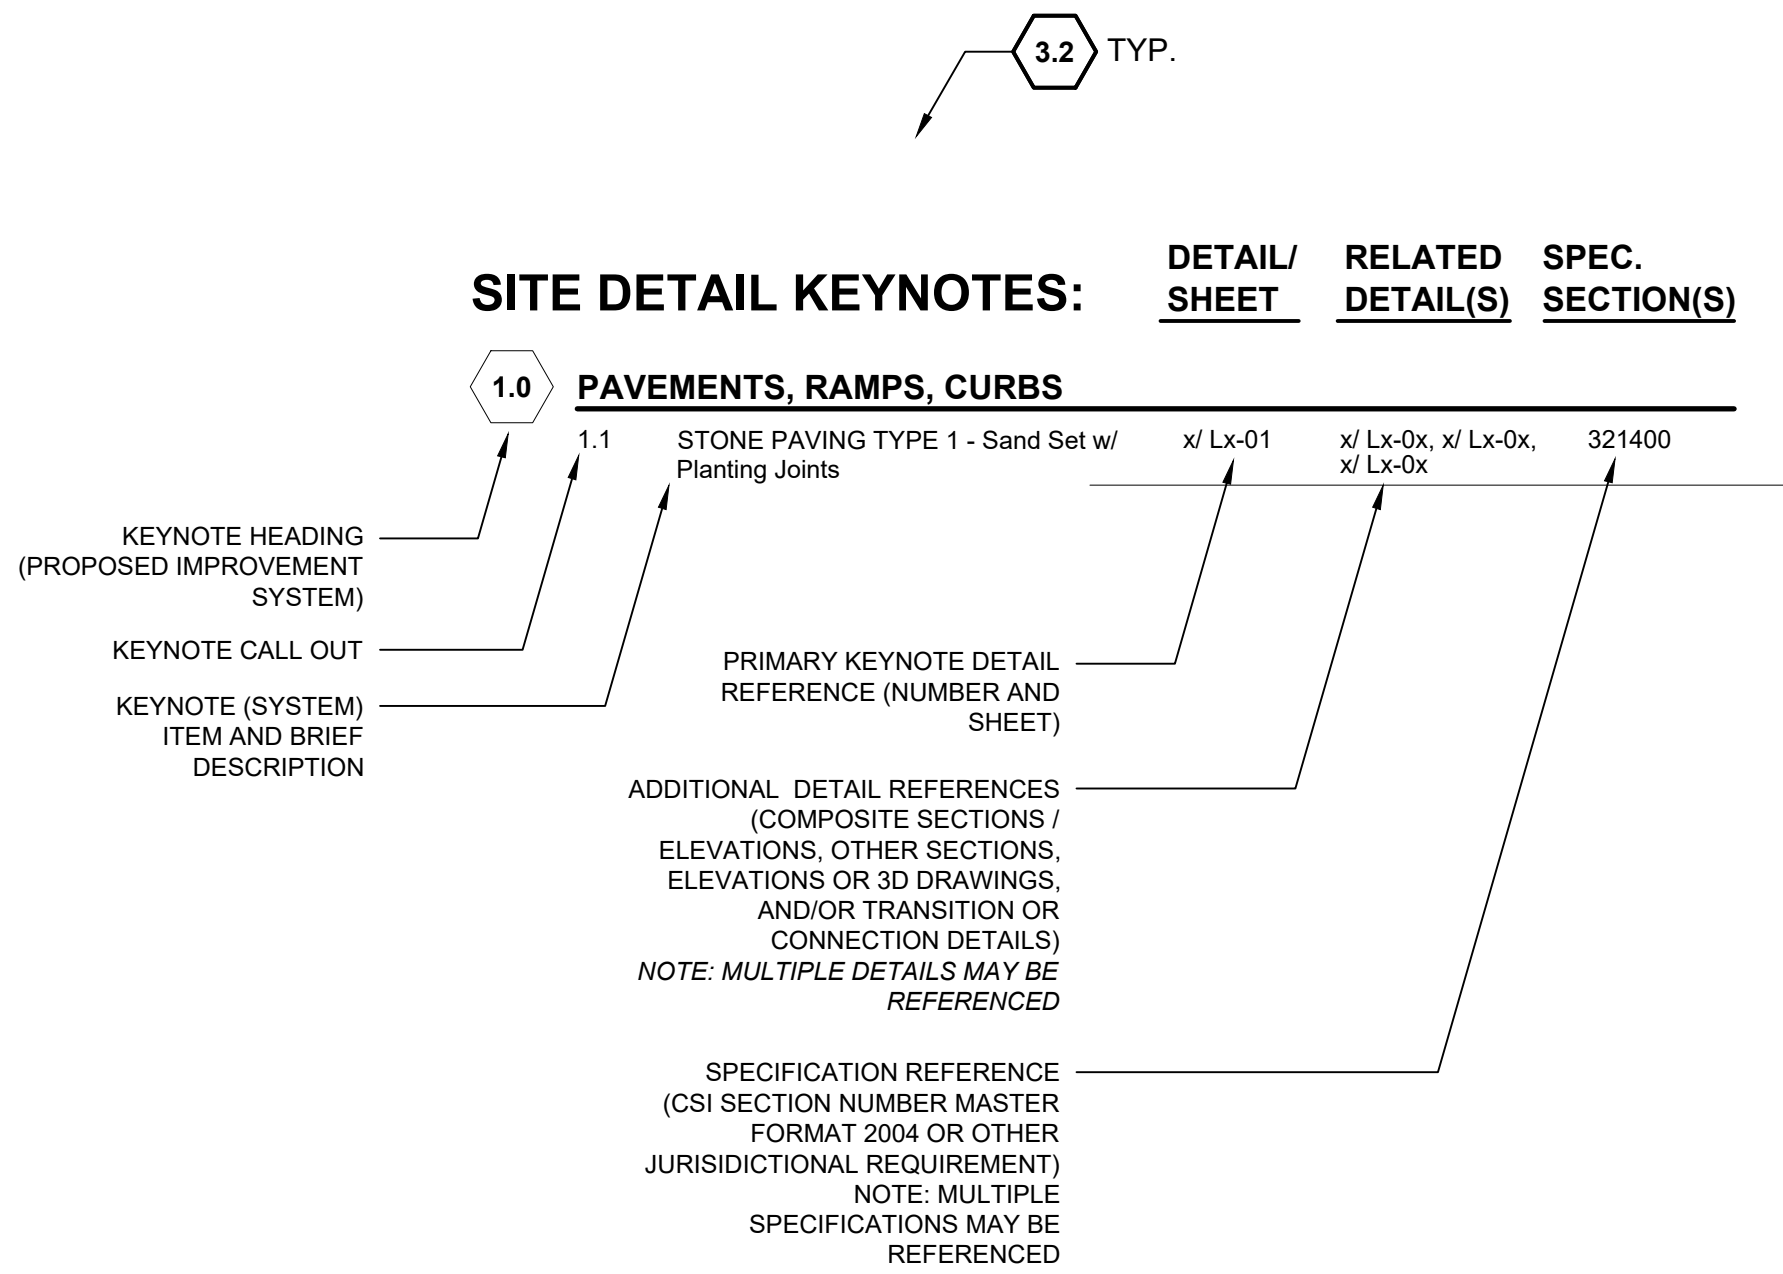 3.2 TYP.
SITE DETAIL KEYNOTES:
DETAIL/
SHEET
RELATED
DETAIL(S)
SPEC.
SECTION(S)
1.0 PAVEMENTS, RAMPS, CURBS
1.1 STONE PAVING TYPE 1 - Sand Set w/
Planting Joints
x/ Lx-01
x/ Lx-0x, x/ Lx-0x,
x/ Lx-0x
321400
KEYNOTE HEADING
(PROPOSED IMPROVEMENT
SYSTEM)
KEYNOTE CALL OUT
KEYNOTE (SYSTEM)
ITEM AND BRIEF
DESCRIPTION
PRIMARY KEYNOTE DETAIL
REFERENCE (NUMBER AND
SHEET)
ADDITIONAL DETAIL REFERENCES
(COMPOSITE SECTIONS /
ELEVATIONS, OTHER SECTIONS,
ELEVATIONS OR 3D DRAWINGS,
AND/OR TRANSITION OR
CONNECTION DETAILS)
NOTE: MULTIPLE DETAILS MAY BE
REFERENCED
SPECIFICATION REFERENCE
(CSI SECTION NUMBER MASTER
FORMAT 2004 OR OTHER
JURISIDICTIONAL REQUIREMENT)
NOTE: MULTIPLE
SPECIFICATIONS MAY BE
REFERENCED